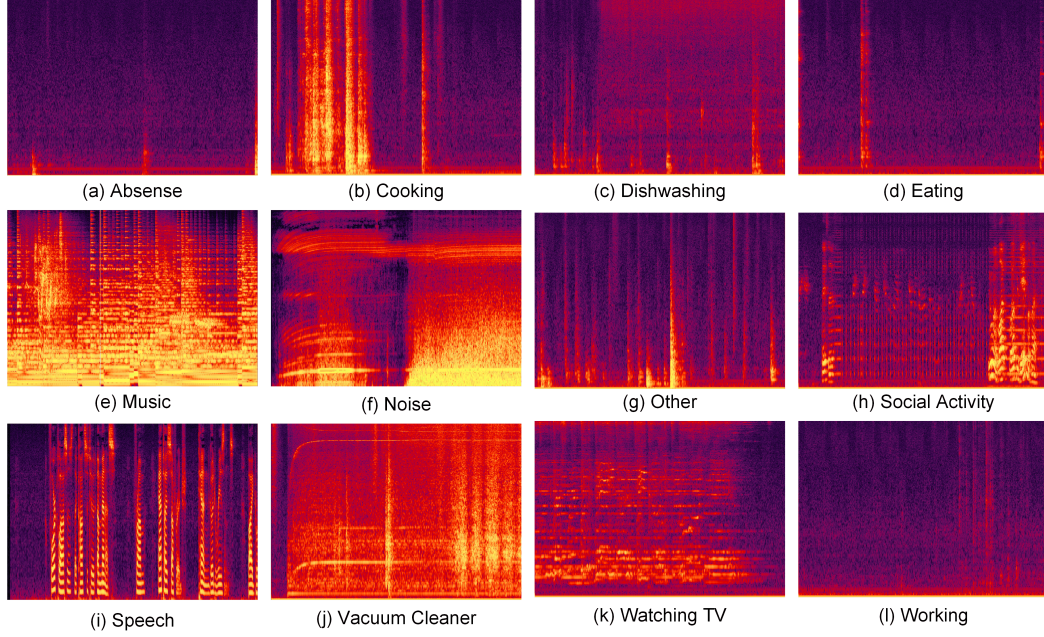 (a) Absense
(b) Cooking
(c) Dishwashing
(d) Eating
(e) Music
(f) Noise
(g) Other
(h) Social Activity
(i) Speech
(j) Vacuum Cleaner
(k) Watching TV
(l) Working